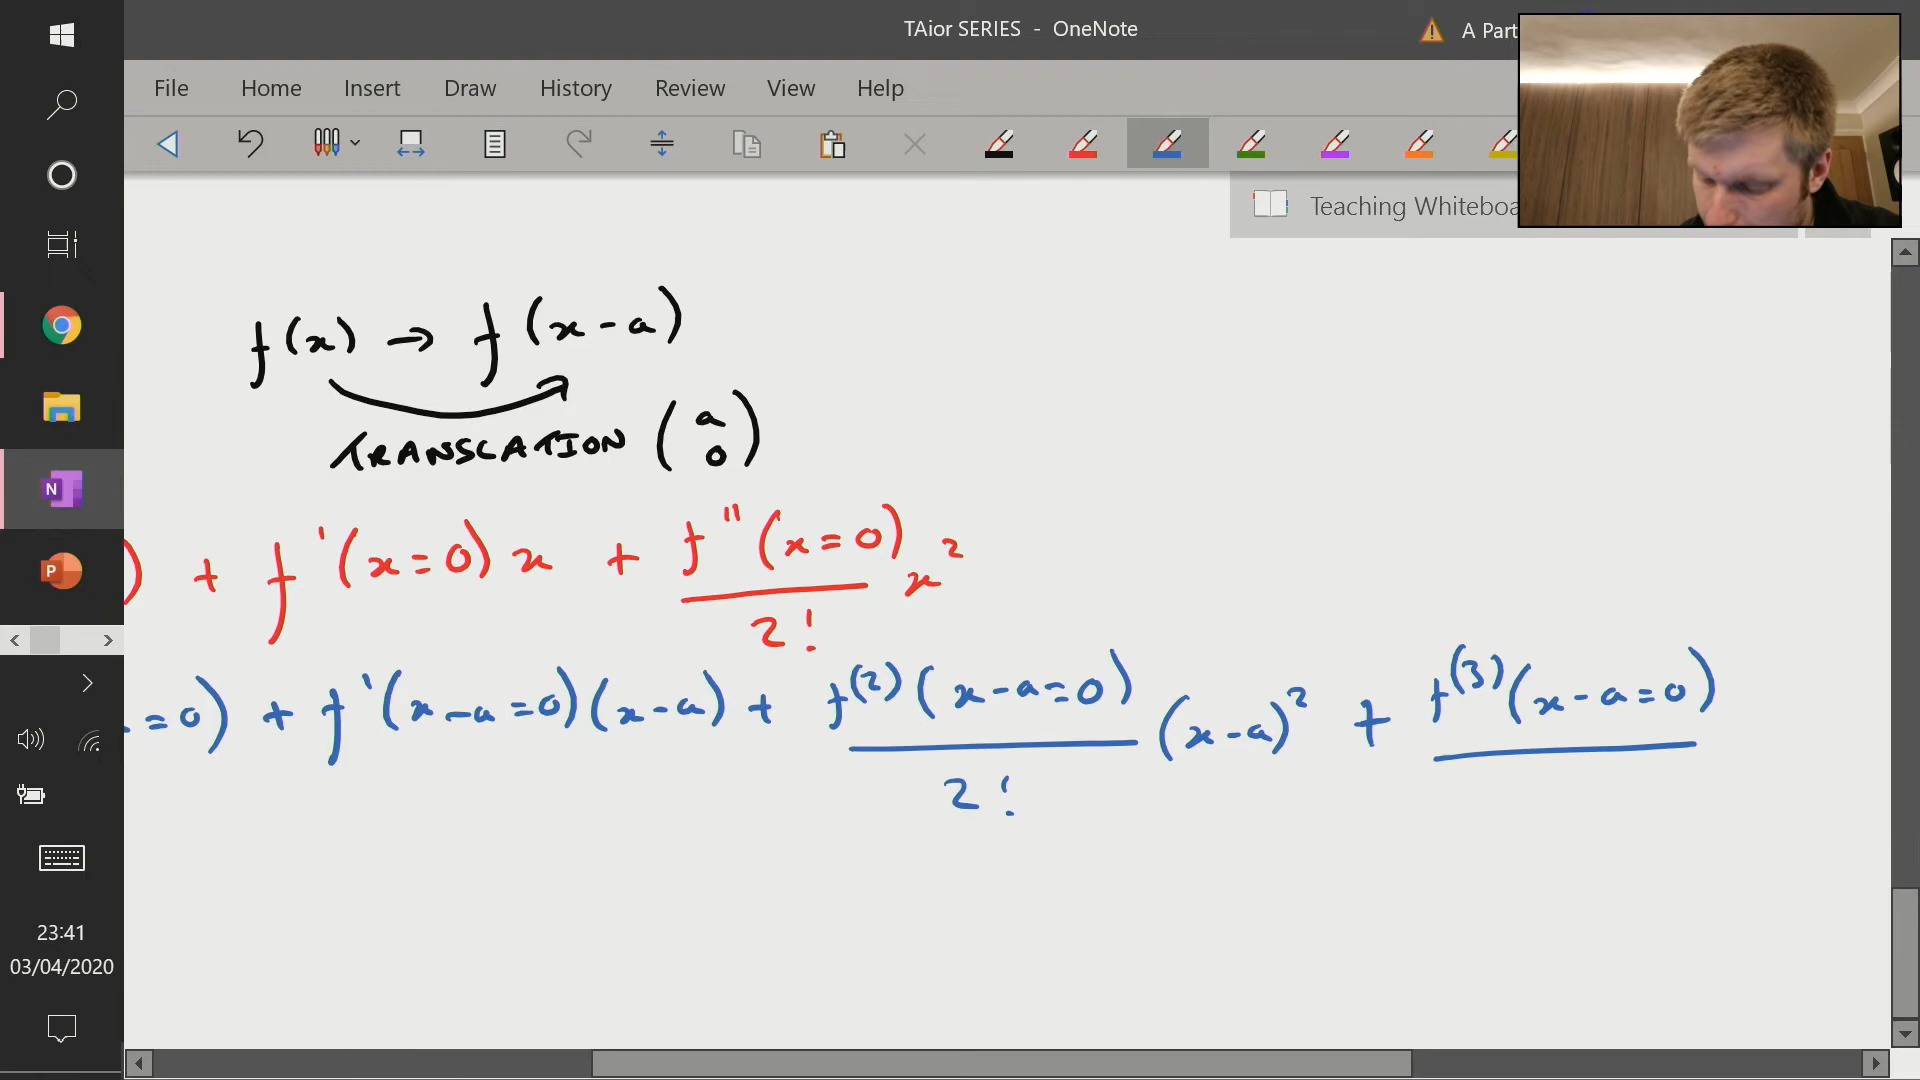 TAior SERIES - OneNote
A Part
File Home Insert Draw History Review View Help
Teaching Whiteboa
f(x) → f(x-a)
TRANSLATION (a 0)
) + f'(x=0)x + f''(x=0)/2! x²
=0) + f'(x-a=0)(x-a) + f⁽²⁾(x-a=0)/2! (x-a)² + f⁽³⁾(x-a=0)
N
P
23:41
03/04/2020